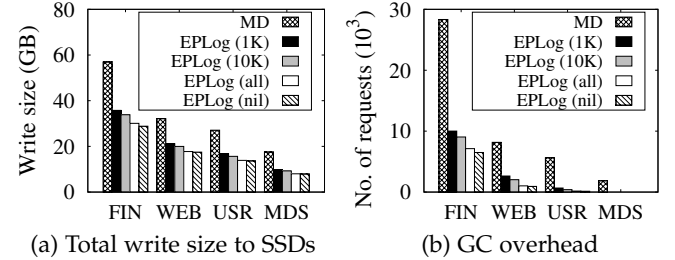 Write size (GB)
80
60
40
20
0
MD
EPLog (1K)
EPLog (10K)
EPLog (all)
EPLog (nil)
FIN WEB USR MDS
(a) Total write size to SSDs
No. of requests (10³)
30
20
10
0
MD
EPLog (1K)
EPLog (10K)
EPLog (all)
EPLog (nil)
FIN WEB USR MDS
(b) GC overhead